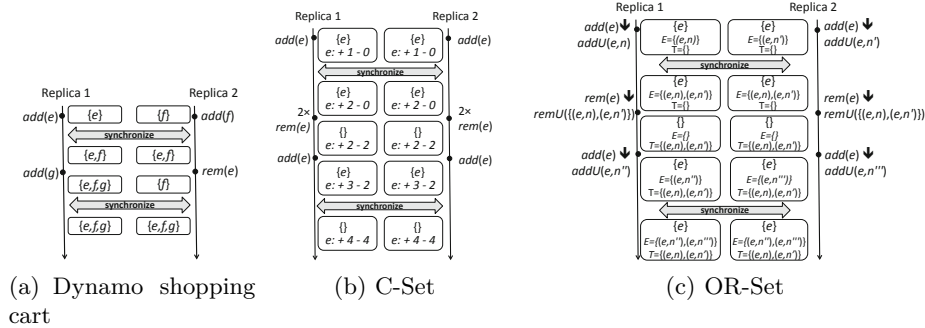 Replica 1
Replica 2
add(e)
{e}
{f}
add(f)
synchronize
{e,f}
{e,f}
add(g)
{e,f,g}
{f}
rem(e)
synchronize
{e,f,g}
{e,f,g}
(a) Dynamo shopping
cart
Replica 1
Replica 2
add(e)
{e}
e: + 1 - 0
{e}
e: + 1 - 0
add(e)
synchronize
{e}
e: + 2 - 0
{e}
e: + 2 - 0
2×
rem(e)
2×
rem(e)
{}
e: + 2 - 2
{}
e: + 2 - 2
add(e)
add(e)
{e}
e: + 3 - 2
{e}
e: + 3 - 2
synchronize
{}
e: + 4 - 4
{}
e: + 4 - 4
(b) C-Set
Replica 1
Replica 2
add(e) 🡇
addU(e,n)
{e}
E={(e,n)}
T={}
{e}
E={(e,n')}
T={}
add(e) 🡇
addU(e,n')
synchronize
rem(e) 🡇
remU({(e,n),(e,n')})
{e}
E={(e,n),(e,n')}
T={}
{e}
E={(e,n),(e,n')}
T={}
rem(e) 🡇
remU({(e,n),(e,n')})
{}
E={}
T={(e,n),(e,n')}
{}
E={}
T={(e,n),(e,n')}
add(e) 🡇
addU(e,n'')
add(e) 🡇
addU(e,n''')
{e}
E={(e,n'')}
T={(e,n),(e,n')}
{e}
E={(e,n''')}
T={(e,n),(e,n')}
synchronize
{e}
E={(e,n''),(e,n''')}
T={(e,n),(e,n')}
{e}
E={(e,n''),(e,n''')}
T={(e,n),(e,n')}
(c) OR-Set